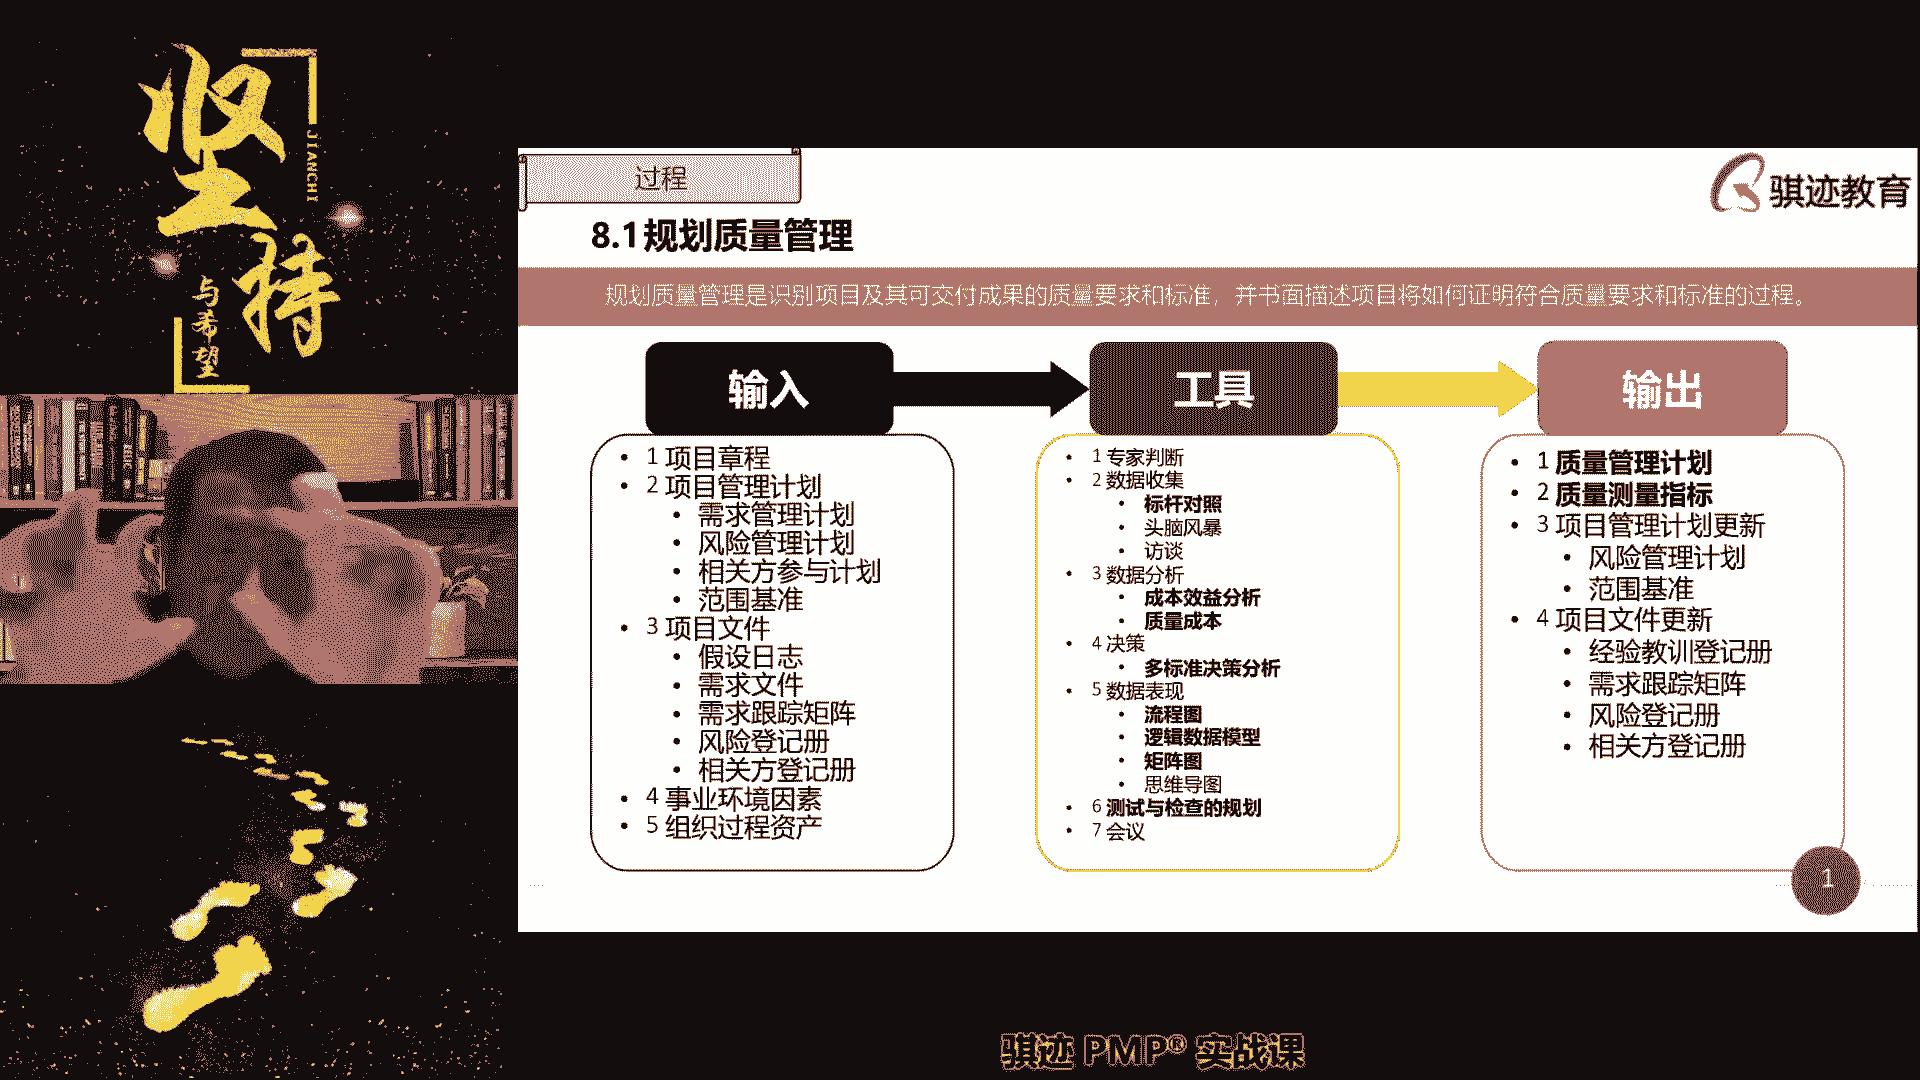 坚持
JIANCHI
与希望
过程
骐迹教育
8.1规划质量管理
规划质量管理是识别项目及其可交付成果的质量要求和标准，并书面描述项目将如何证明符合质量要求和标准的过程。
输入
• 1 项目章程
• 2 项目管理计划
• 需求管理计划
• 风险管理计划
• 相关方参与计划
• 范围基准
• 3 项目文件
• 假设日志
• 需求文件
• 需求跟踪矩阵
• 风险登记册
• 相关方登记册
• 4 事业环境因素
• 5 组织过程资产
工具
• 1 专家判断
• 2 数据收集
• 标杆对照
• 头脑风暴
• 访谈
• 3 数据分析
• 成本效益分析
• 质量成本
• 4 决策
• 多标准决策分析
• 5 数据表现
• 流程图
• 逻辑数据模型
• 矩阵图
• 思维导图
• 6 测试与检查的规划
• 7 会议
输出
• 1 质量管理计划
• 2 质量测量指标
• 3 项目管理计划更新
• 风险管理计划
• 范围基准
• 4 项目文件更新
• 经验教训登记册
• 需求跟踪矩阵
• 风险登记册
• 相关方登记册
1
骐迹 PMP® 实战课